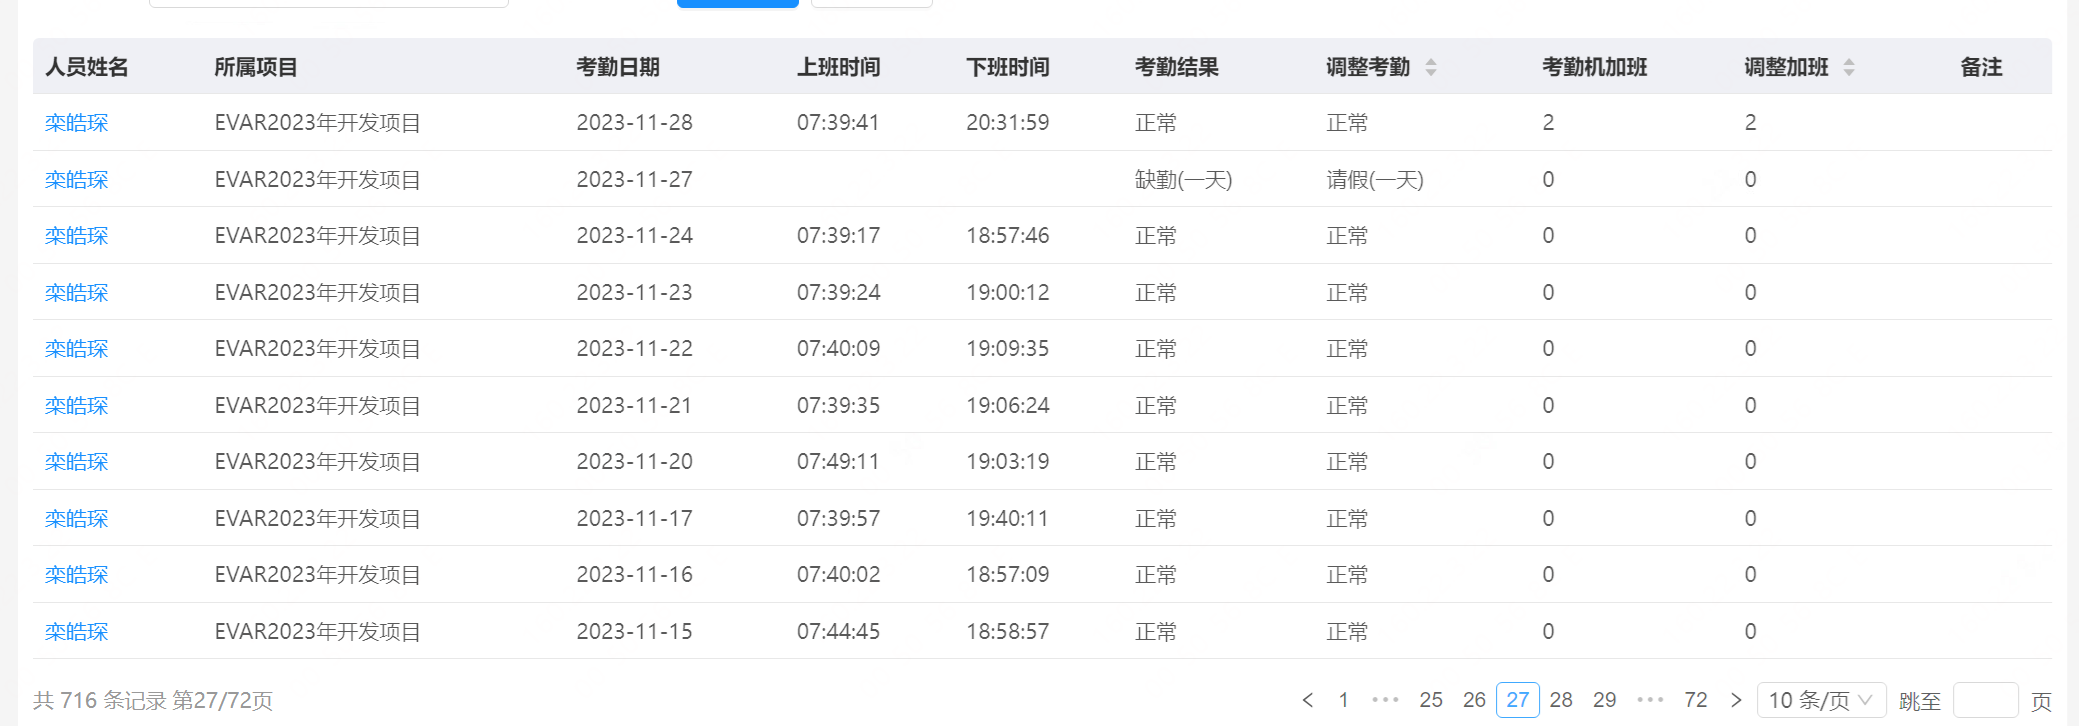 人员姓名 所属项目 考勤日期 上班时间 下班时间 考勤结果 调整考勤 考勤机加班 调整加班 备注
栾皓琛 EVAR2023年开发项目 2023-11-28 07:39:41 20:31:59 正常 正常 2 2
栾皓琛 EVAR2023年开发项目 2023-11-27 缺勤(一天) 请假(一天) 0 0
栾皓琛 EVAR2023年开发项目 2023-11-24 07:39:17 18:57:46 正常 正常 0 0
栾皓琛 EVAR2023年开发项目 2023-11-23 07:39:24 19:00:12 正常 正常 0 0
栾皓琛 EVAR2023年开发项目 2023-11-22 07:40:09 19:09:35 正常 正常 0 0
栾皓琛 EVAR2023年开发项目 2023-11-21 07:39:35 19:06:24 正常 正常 0 0
栾皓琛 EVAR2023年开发项目 2023-11-20 07:49:11 19:03:19 正常 正常 0 0
栾皓琛 EVAR2023年开发项目 2023-11-17 07:39:57 19:40:11 正常 正常 0 0
栾皓琛 EVAR2023年开发项目 2023-11-16 07:40:02 18:57:09 正常 正常 0 0
栾皓琛 EVAR2023年开发项目 2023-11-15 07:44:45 18:58:57 正常 正常 0 0
共 716 条记录 第27/72页 < 1 ••• 25 26 27 28 29 ••• 72 > 10 条/页 跳至 页